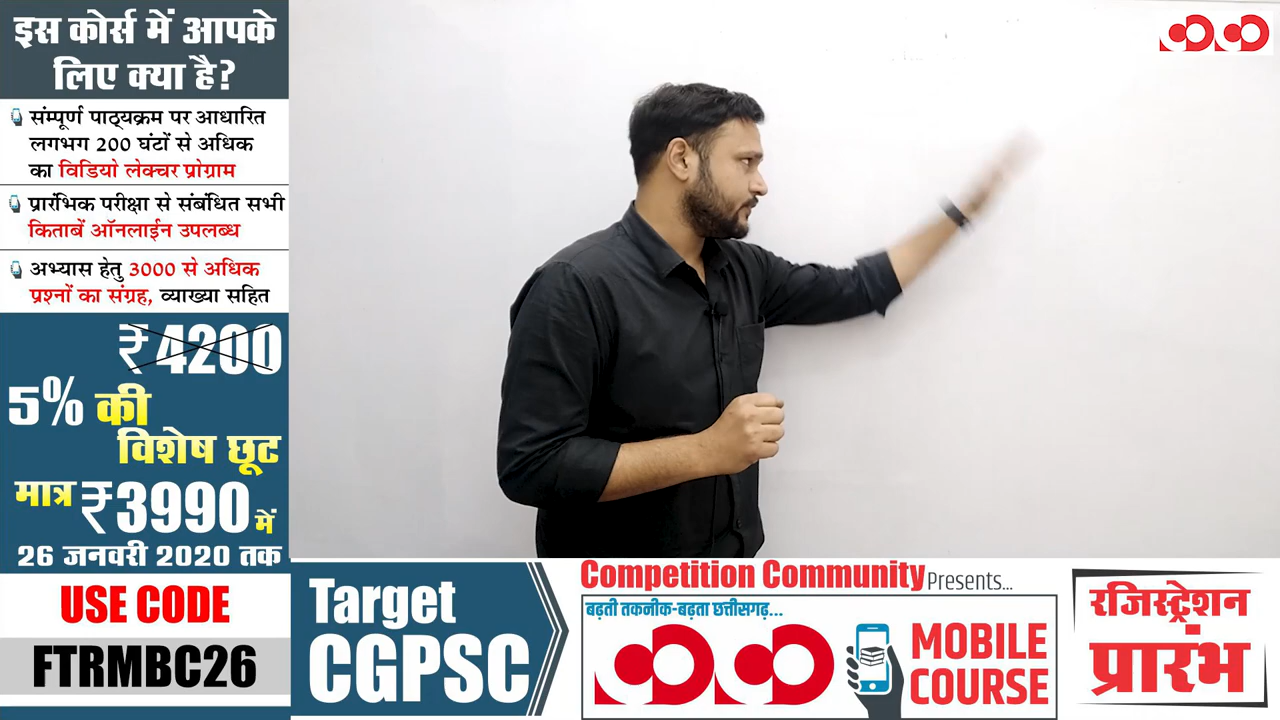 इस कोर्स में आपके
लिए क्या है?
संम्पूर्ण पाठ्यक्रम पर आधारित
लगभग 200 घंटों से अधिक
का विडियो लेक्चर प्रोग्राम
प्रारंभिक परीक्षा से संबंधित सभी
किताबें ऑनलाईन उपलब्ध
अभ्यास हेतु 3000 से अधिक
प्रश्नों का संग्रह, व्याख्या सहित
₹4200
5% की
विशेष छूट
मात्र ₹3990 में
26 जनवरी 2020 तक
USE CODE
FTRMBC26
Target
CGPSC
Competition Community Presents...
बढ़ती तकनीक-बढ़ता छत्तीसगढ़...
MOBILE
COURSE
रजिस्ट्रेशन
प्रारंभ